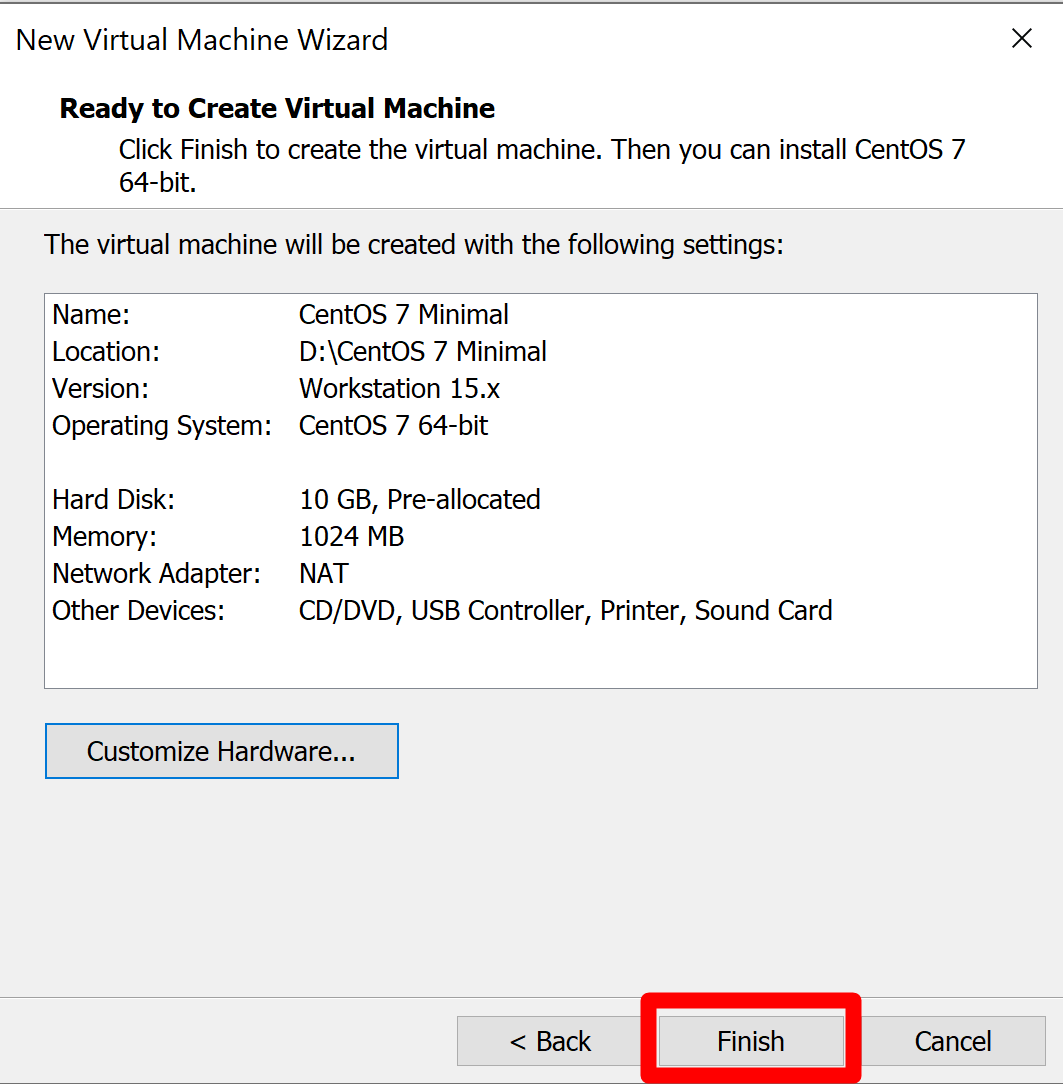 New Virtual Machine Wizard
Ready to Create Virtual Machine
Click Finish to create the virtual machine. Then you can install CentOS 7
64-bit.
The virtual machine will be created with the following settings:
Name: CentOS 7 Minimal
Location: D:\CentOS 7 Minimal
Version: Workstation 15.x
Operating System: CentOS 7 64-bit
Hard Disk: 10 GB, Pre-allocated
Memory: 1024 MB
Network Adapter: NAT
Other Devices: CD/DVD, USB Controller, Printer, Sound Card
Customize Hardware...
< Back Finish Cancel